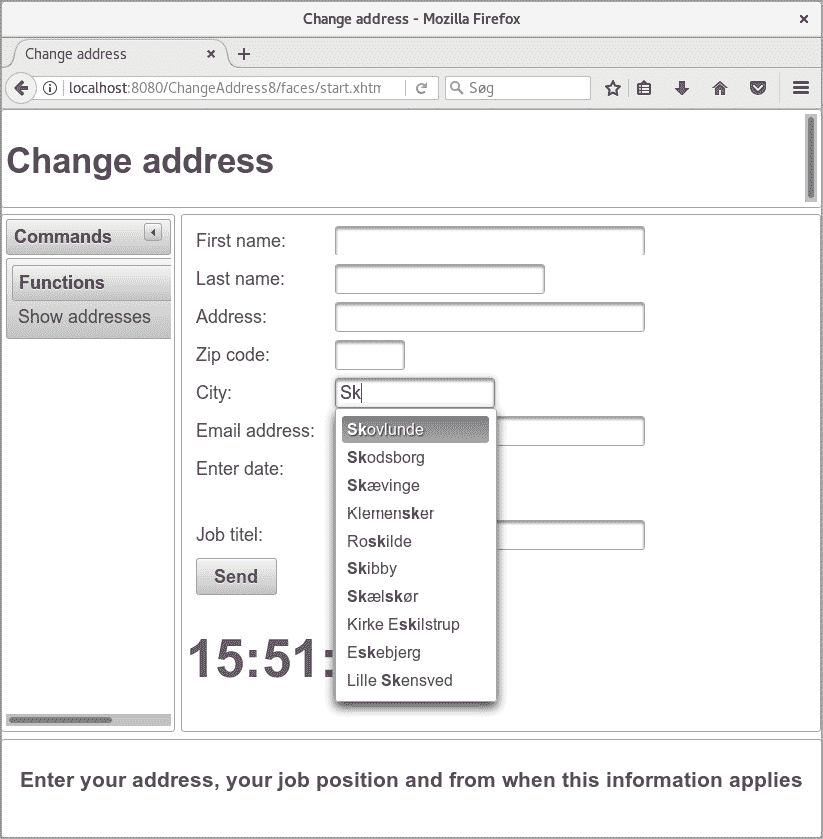 Change address - Mozilla Firefox
Change address
localhost:8080/ChangeAddress8/faces/start.xhtm
Søg
Change address
Commands
Functions
Show addresses
First name:
Last name:
Address:
Zip code:
City:
Sk
Skovlunde
Skodsborg
Skævinge
Klemensker
Roskilde
Skibby
Skælskør
Kirke Eskilstrup
Eskebjerg
Lille Skensved
Email address:
Enter date:
Job titel:
Send
15:51:
Enter your address, your job position and from when this information applies